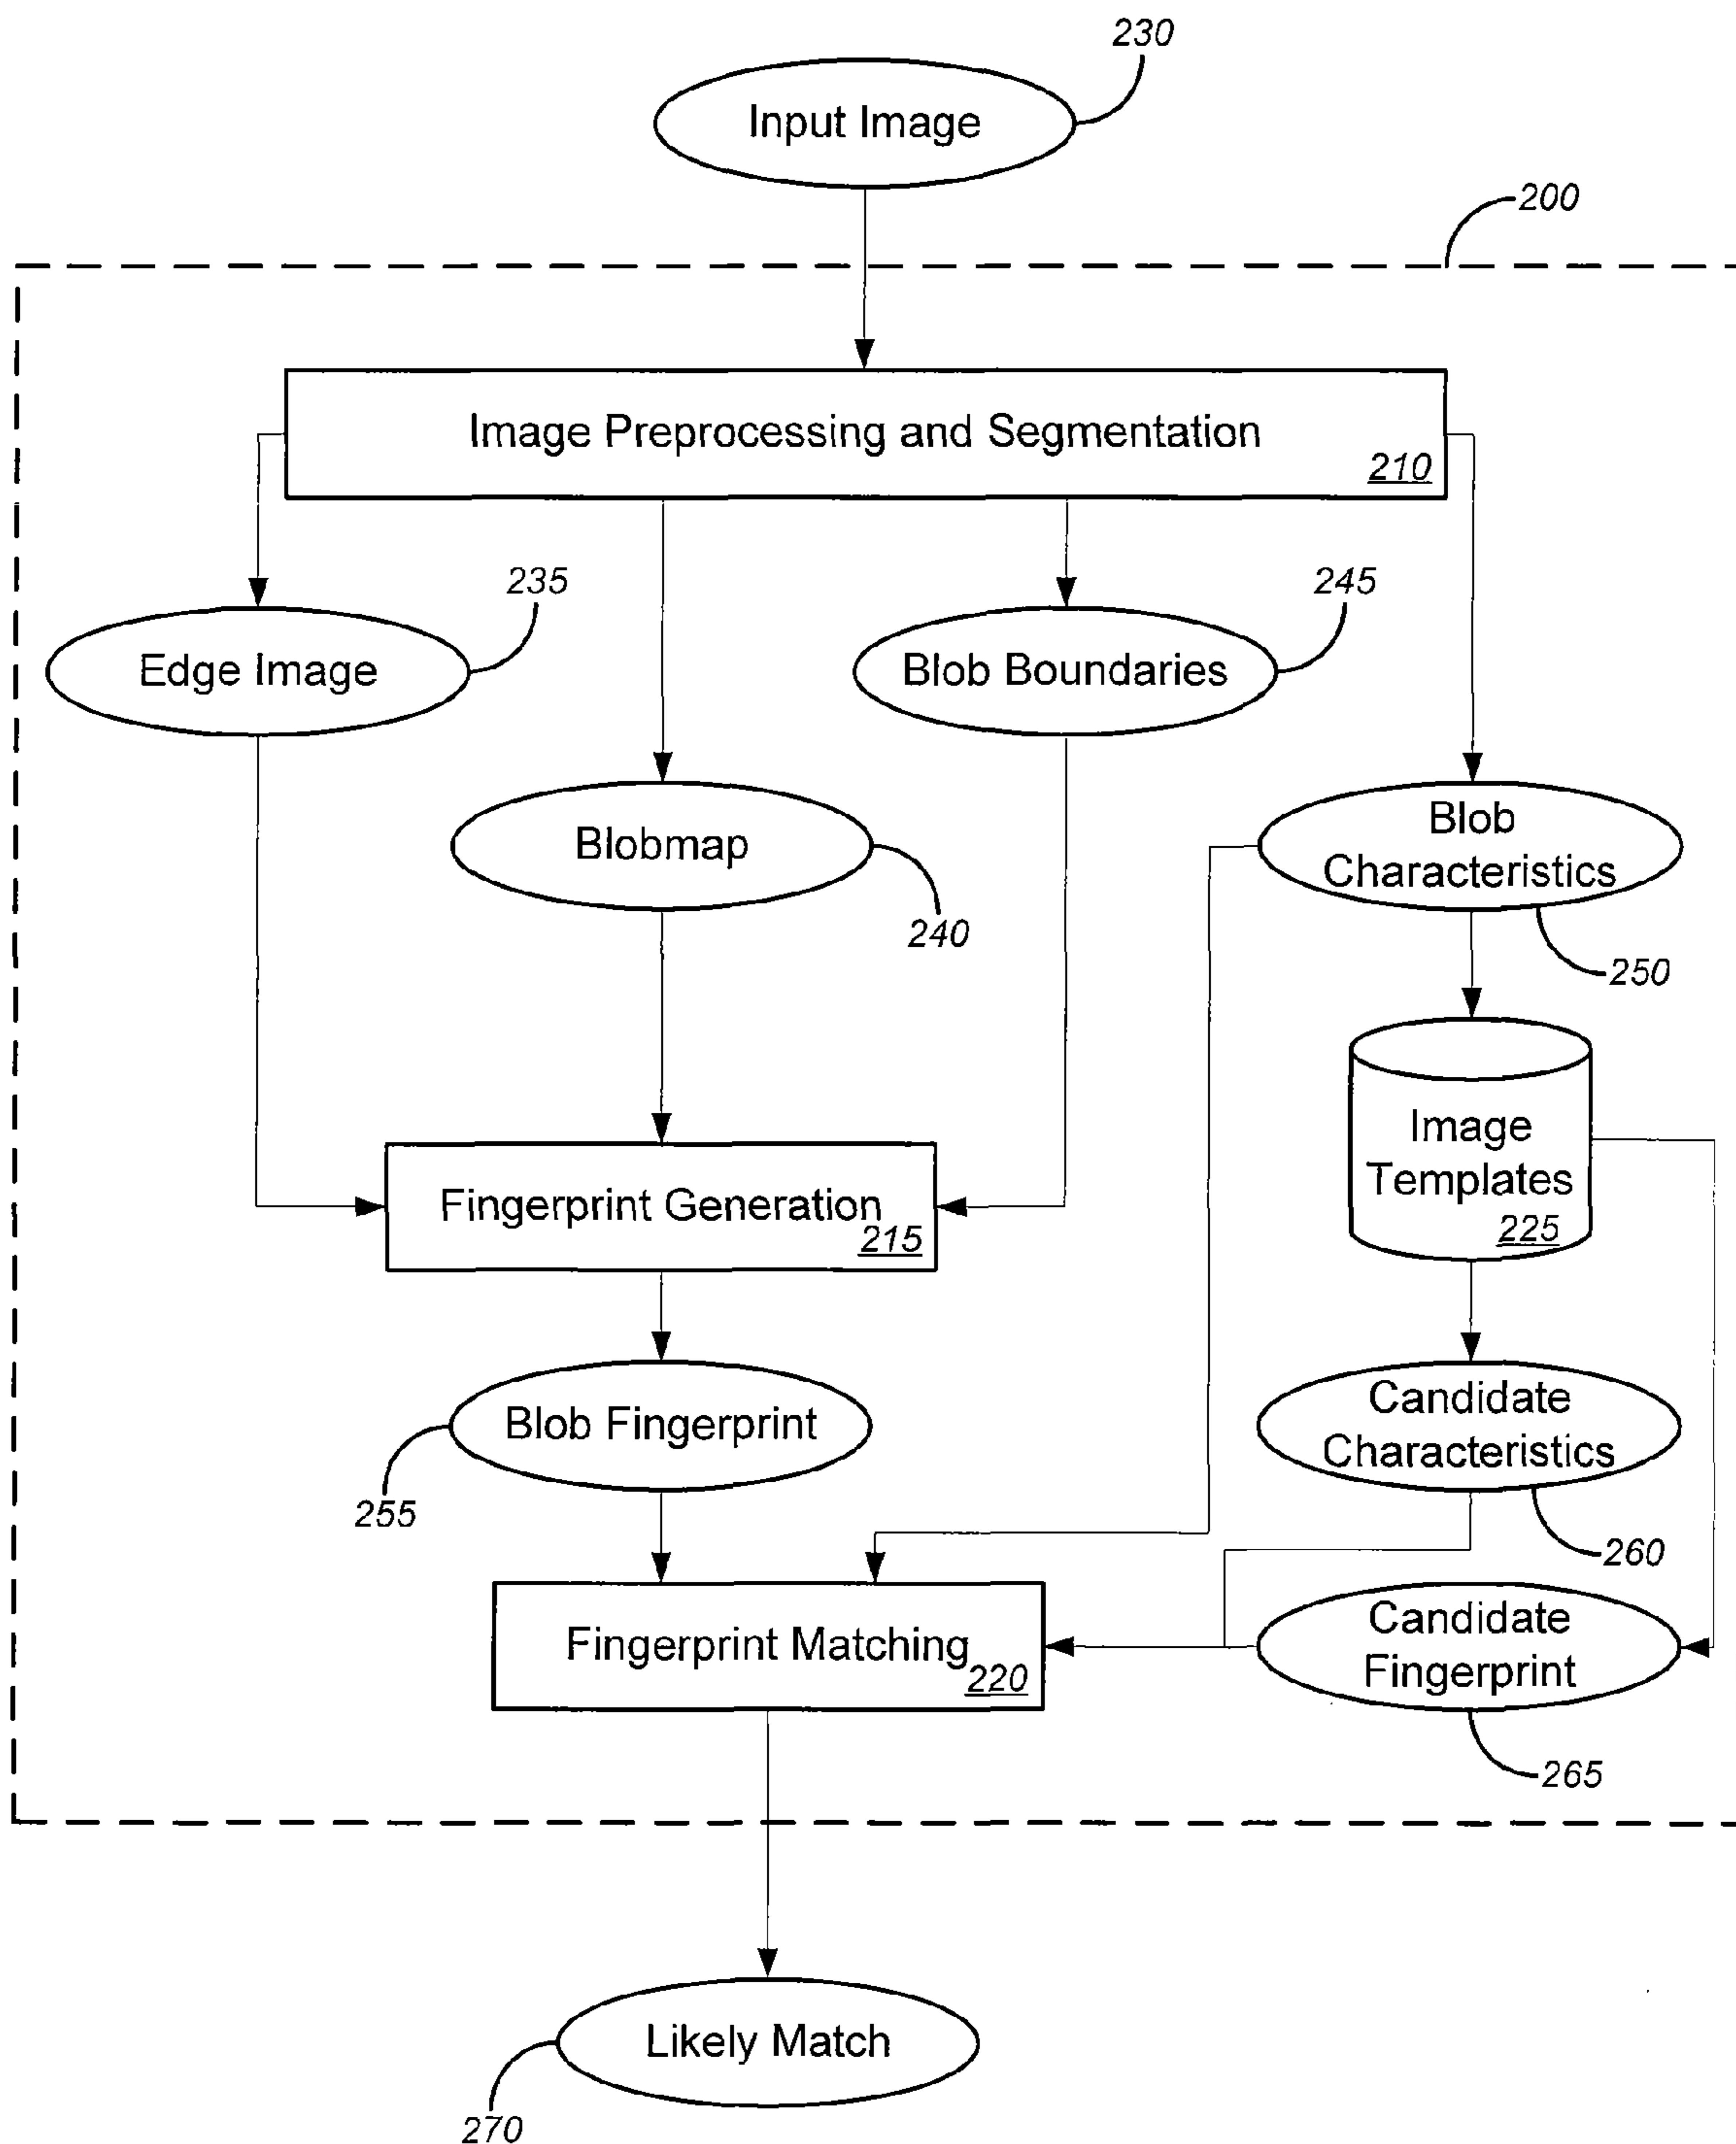 230
Input Image
200
Image Preprocessing and Segmentation
210
235
245
Edge Image
Blob Boundaries
Blobmap
Blob
Characteristics
240
250
Image
Templates
225
Fingerprint Generation
215
Blob Fingerprint
Candidate
Characteristics
255
260
Fingerprint Matching
220
Candidate
Fingerprint
265
Likely Match
270